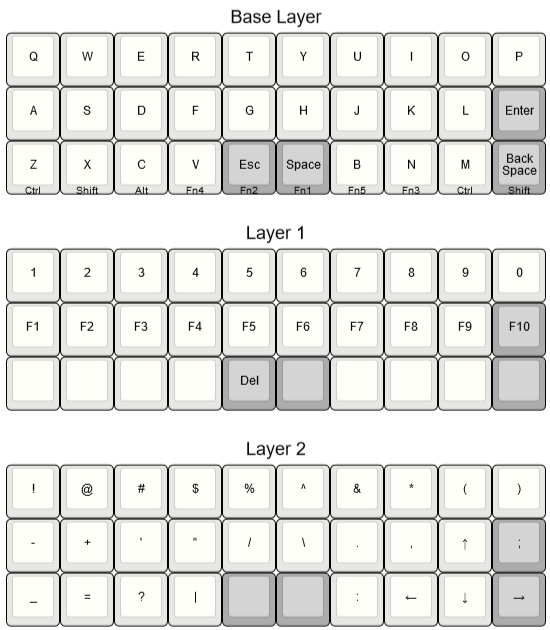 Base Layer
Q W E R T Y U I O P
A S D F G H J K L Enter
Z X C V Esc Space B N M Back Space
Ctrl Shift Alt Fn4 Fn2 Fn1 Fn5 Fn3 Ctrl Shift
Layer 1
1 2 3 4 5 6 7 8 9 0
F1 F2 F3 F4 F5 F6 F7 F8 F9 F10
Del
Layer 2
! @ # $ % ^ & * ( )
- + ' " / \ . , ↑ ;
_ = ? | : ← ↓ →